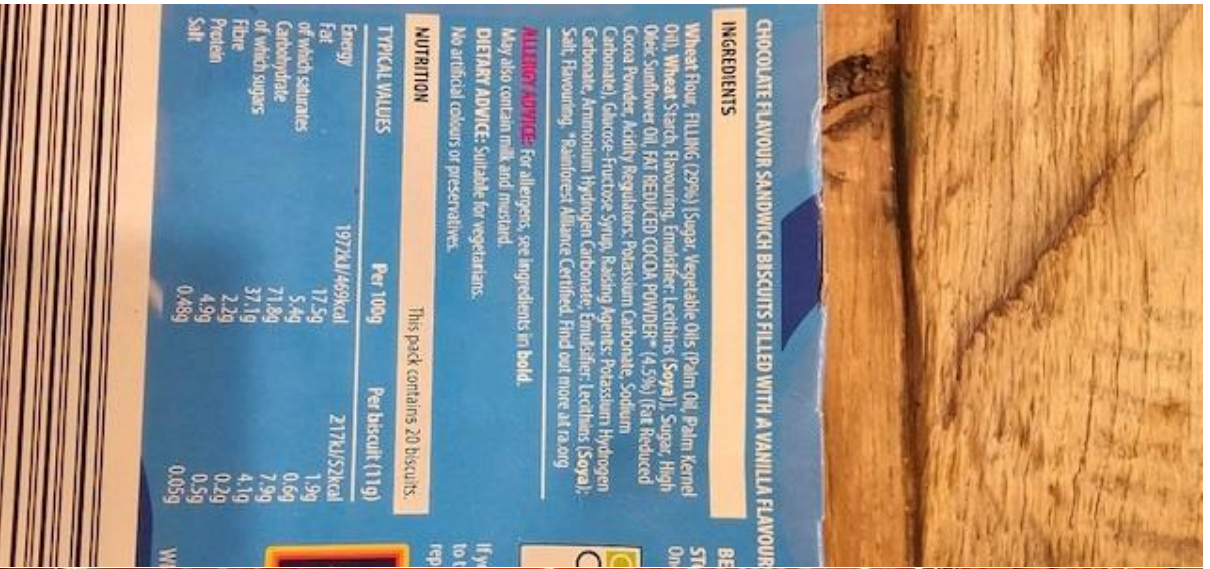 CHOCOLATE FLAVOUR SANDWICH BISCUITS FILLED WITH A VANILLA FLAVOUR
INGREDIENTS
Wheat Flour, FILLING (29%) [Sugar, Vegetable Oils (Palm Oil, Palm Kernel
Oil), Wheat Starch, Flavouring, Emulsifier: Lecithins (Soya)], Sugar, High
Oleic Sunflower Oil, FAT REDUCED COCOA POWDER* (4.5%) (Fat Reduced
Cocoa Powder, Acidity Regulators: Potassium Carbonate, Sodium
Carbonate), Glucose-Fructose Syrup, Raising Agents: Potassium Hydrogen
Carbonate, Ammonium Hydrogen Carbonate; Emulsifier: Lecithins (Soya);
Salt, Flavouring. *Rainforest Alliance Certified. Find out more at ra.org
ALLERGY ADVICE: For allergens, see ingredients in bold.
May also contain milk and mustard.
DIETARY ADVICE: Suitable for vegetarians.
No artificial colours or preservatives.
NUTRITION This pack contains 20 biscuits.
TYPICAL VALUES Per 100g Per biscuit (11g)
Energy 1972kJ/469kcal 217kJ/52kcal
Fat 17.5g 1.9g
of which saturates 5.4g 0.6g
Carbohydrate 71.8g 7.9g
of which sugars 37.1g 4.1g
Fibre 2.2g 0.2g
Protein 4.9g 0.5g
Salt 0.48g 0.05g